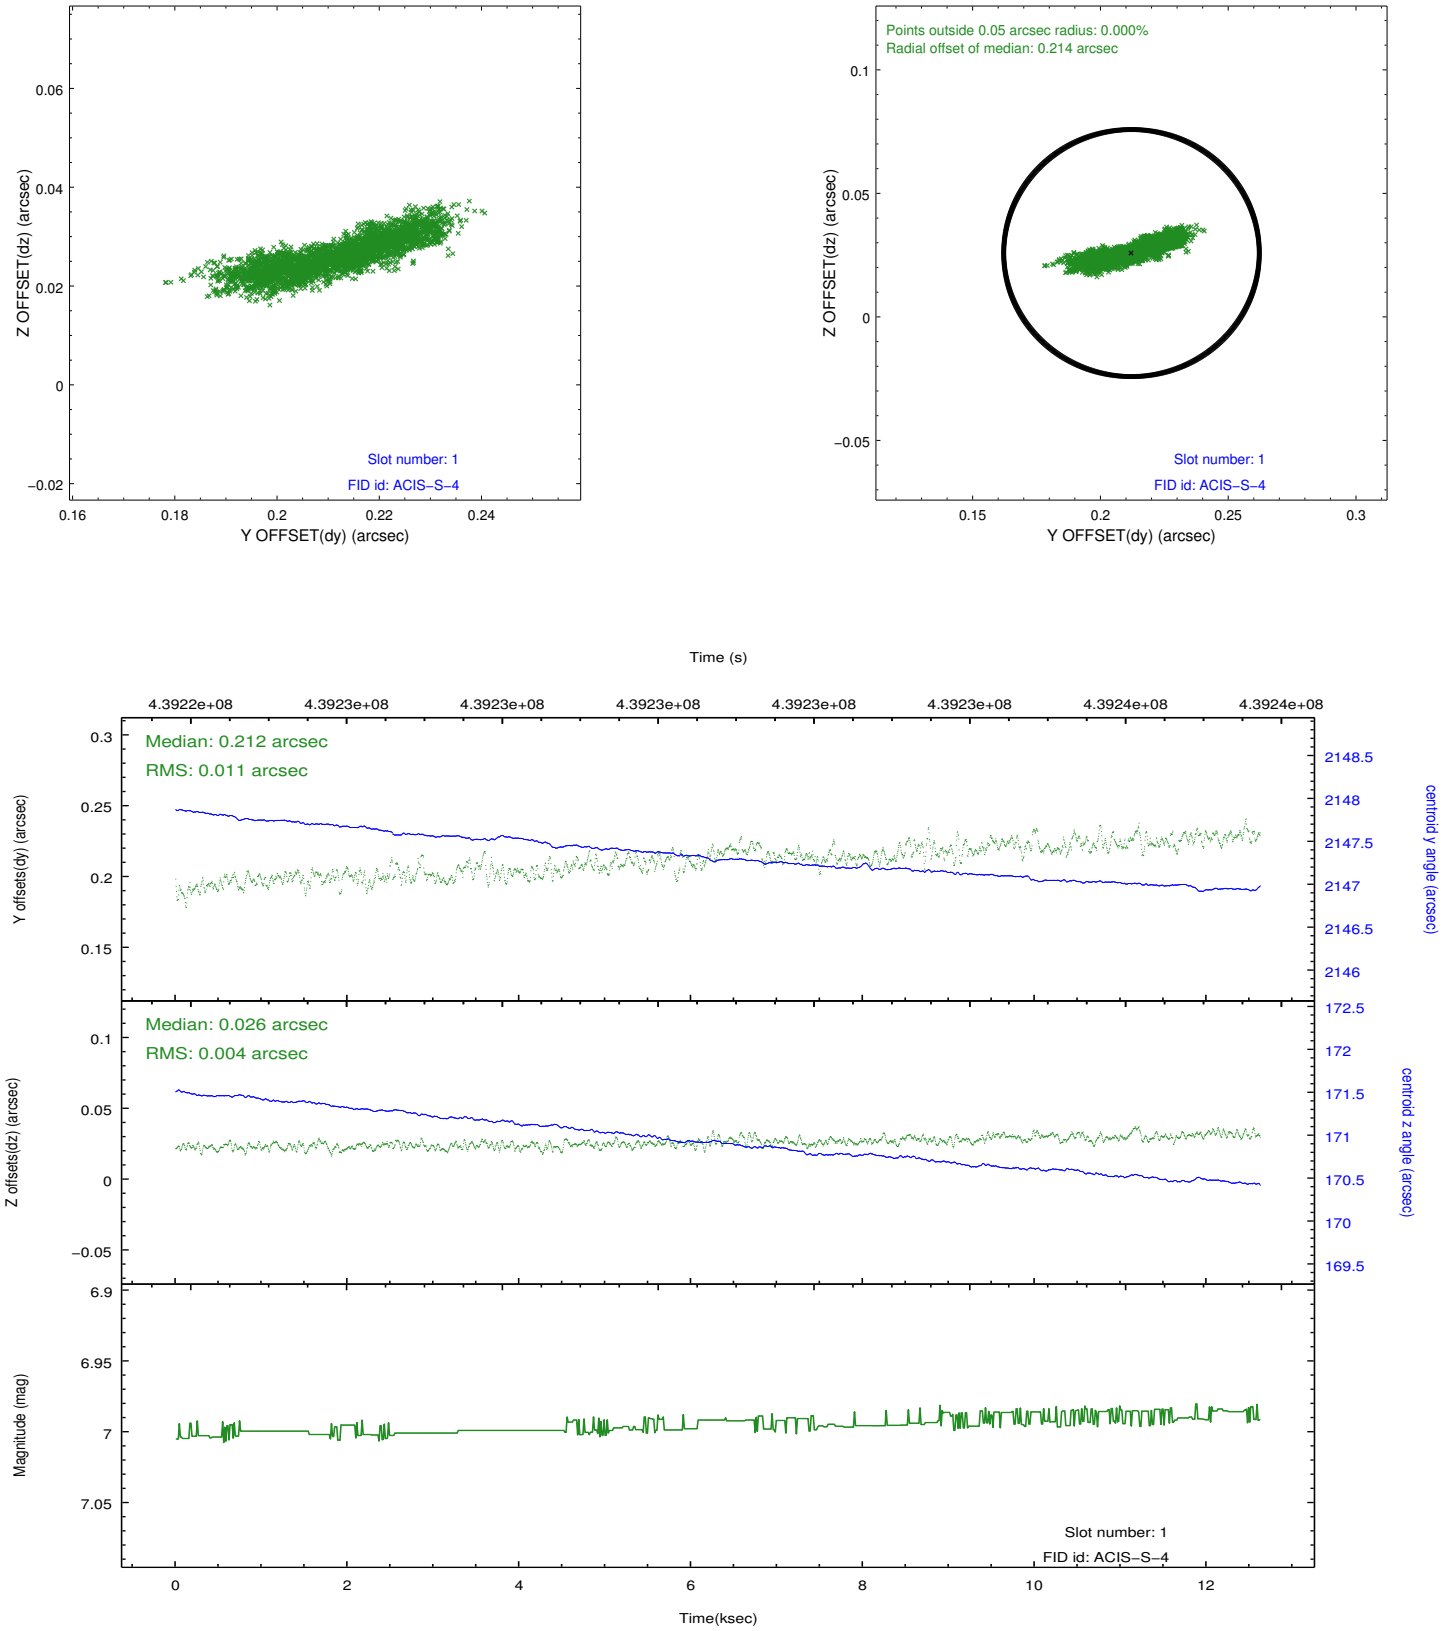 0.06
0.04
0.02
0
−0.02
Z OFFSET(dz) (arcsec)
Slot number: 1
FID id: ACIS−S−4
0.16 0.18 0.2 0.22 0.24
Y OFFSET(dy) (arcsec)
Points outside 0.05 arcsec radius: 0.000%
Radial offset of median: 0.214 arcsec
0.1
0.05
0
−0.05
Z OFFSET(dz) (arcsec)
Slot number: 1
FID id: ACIS−S−4
0.15 0.2 0.25 0.3
Y OFFSET(dy) (arcsec)
Time (s)
4.3922e+08 4.3923e+08 4.3923e+08 4.3923e+08 4.3923e+08 4.3923e+08 4.3924e+08 4.3924e+08
Median: 0.212 arcsec
RMS: 0.011 arcsec
0.3
0.25
0.2
0.15
Y offsets(dy) (arcsec)
2148.5
2148
2147.5
2147
2146.5
2146
centroid y angle (arcsec)
Median: 0.026 arcsec
RMS: 0.004 arcsec
0.1
0.05
0
−0.05
Z offsets(dz) (arcsec)
172.5
172
171.5
171
170.5
170
169.5
centroid z angle (arcsec)
6.9
6.95
7
7.05
Magnitude (mag)
Slot number: 1
FID id: ACIS−S−4
0 2 4 6 8 10 12
Time(ksec)